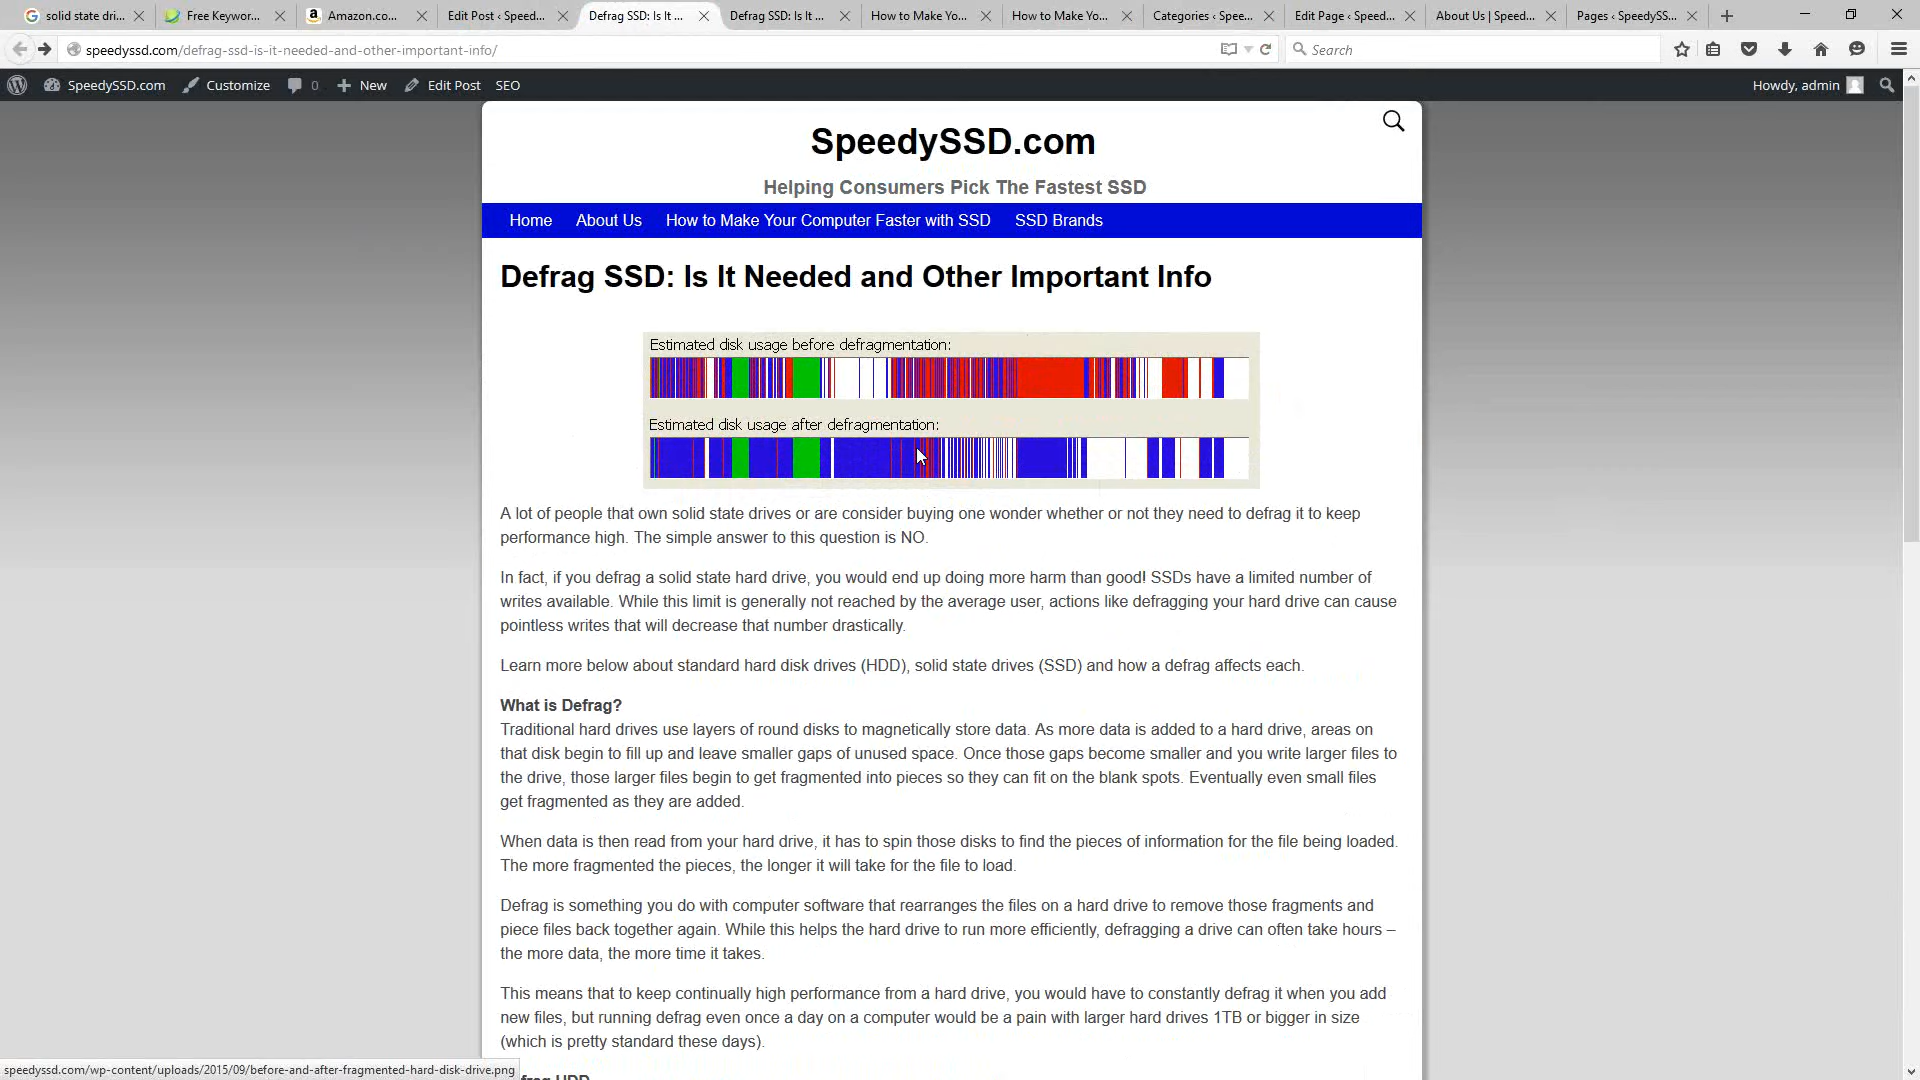 solid state dri...
Free Keywor...
Amazon.co...
Edit Post ‹ Speed...
Defrag SSD: Is It ...
Defrag SSD: Is It ...
How to Make Yo...
How to Make Yo...
Categories ‹ Spee...
Edit Page ‹ Speed...
About Us | Speed...
Pages ‹ SpeedySS...
speedyssd.com/defrag-ssd-is-it-needed-and-other-important-info/
Search
SpeedySSD.com
Customize
0
New
Edit Post
SEO
Howdy, admin
SpeedySSD.com
Helping Consumers Pick The Fastest SSD
Home
About Us
How to Make Your Computer Faster with SSD
SSD Brands
Defrag SSD: Is It Needed and Other Important Info
Estimated disk usage before defragmentation:
Estimated disk usage after defragmentation:
A lot of people that own solid state drives or are consider buying one wonder whether or not they need to defrag it to keep
performance high. The simple answer to this question is NO.
In fact, if you defrag a solid state hard drive, you would end up doing more harm than good! SSDs have a limited number of
writes available. While this limit is generally not reached by the average user, actions like defragging your hard drive can cause
pointless writes that will decrease that number drastically.
Learn more below about standard hard disk drives (HDD), solid state drives (SSD) and how a defrag affects each.
What is Defrag?
Traditional hard drives use layers of round disks to magnetically store data. As more data is added to a hard drive, areas on
that disk begin to fill up and leave smaller gaps of unused space. Once those gaps become smaller and you write larger files to
the drive, those larger files begin to get fragmented into pieces so they can fit on the blank spots. Eventually even small files
get fragmented as they are added.
When data is then read from your hard drive, it has to spin those disks to find the pieces of information for the file being loaded.
The more fragmented the pieces, the longer it will take for the file to load.
Defrag is something you do with computer software that rearranges the files on a hard drive to remove those fragments and
piece files back together again. While this helps the hard drive to run more efficiently, defragging a drive can often take hours –
the more data, the more time it takes.
This means that to keep continually high performance from a hard drive, you would have to constantly defrag it when you add
new files, but running defrag even once a day on a computer would be a pain with larger hard drives 1TB or bigger in size
(which is pretty standard these days).
speedyssd.com/wp-content/uploads/2015/09/before-and-after-fragmented-hard-disk-drive.png